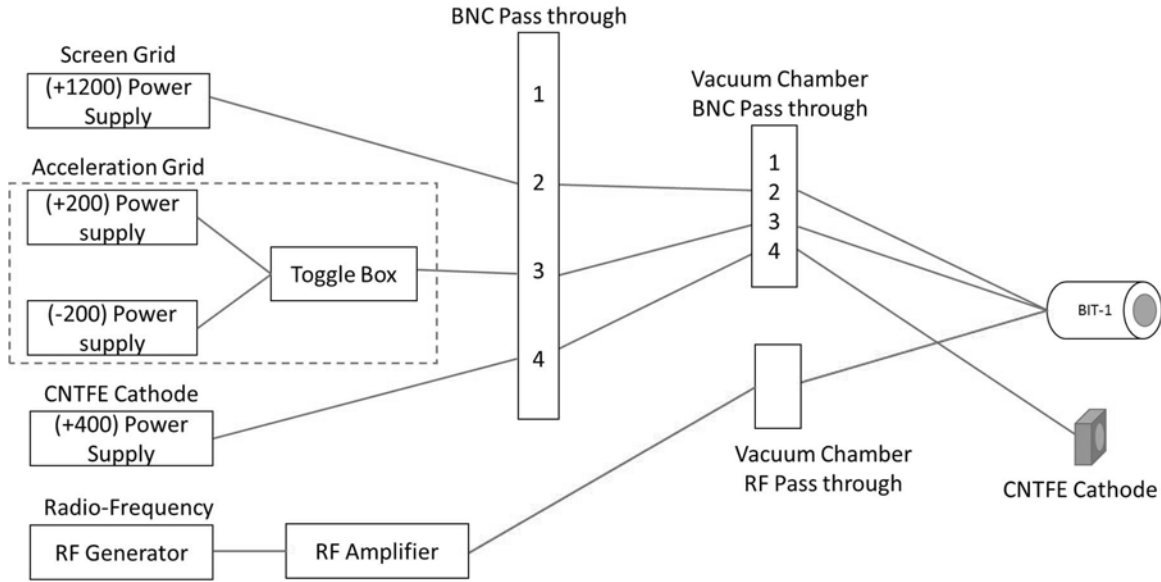 BNC Pass through
Screen Grid
(+1200) Power
Supply
1
Vacuum Chamber
BNC Pass through
Acceleration Grid
(+200) Power
supply
2
1
2
3
4
Toggle Box
3
(-200) Power
supply
BIT-1
4
CNTFE Cathode
(+400) Power
Supply
Vacuum Chamber
RF Pass through
CNTFE Cathode
Radio-Frequency
RF Generator
RF Amplifier